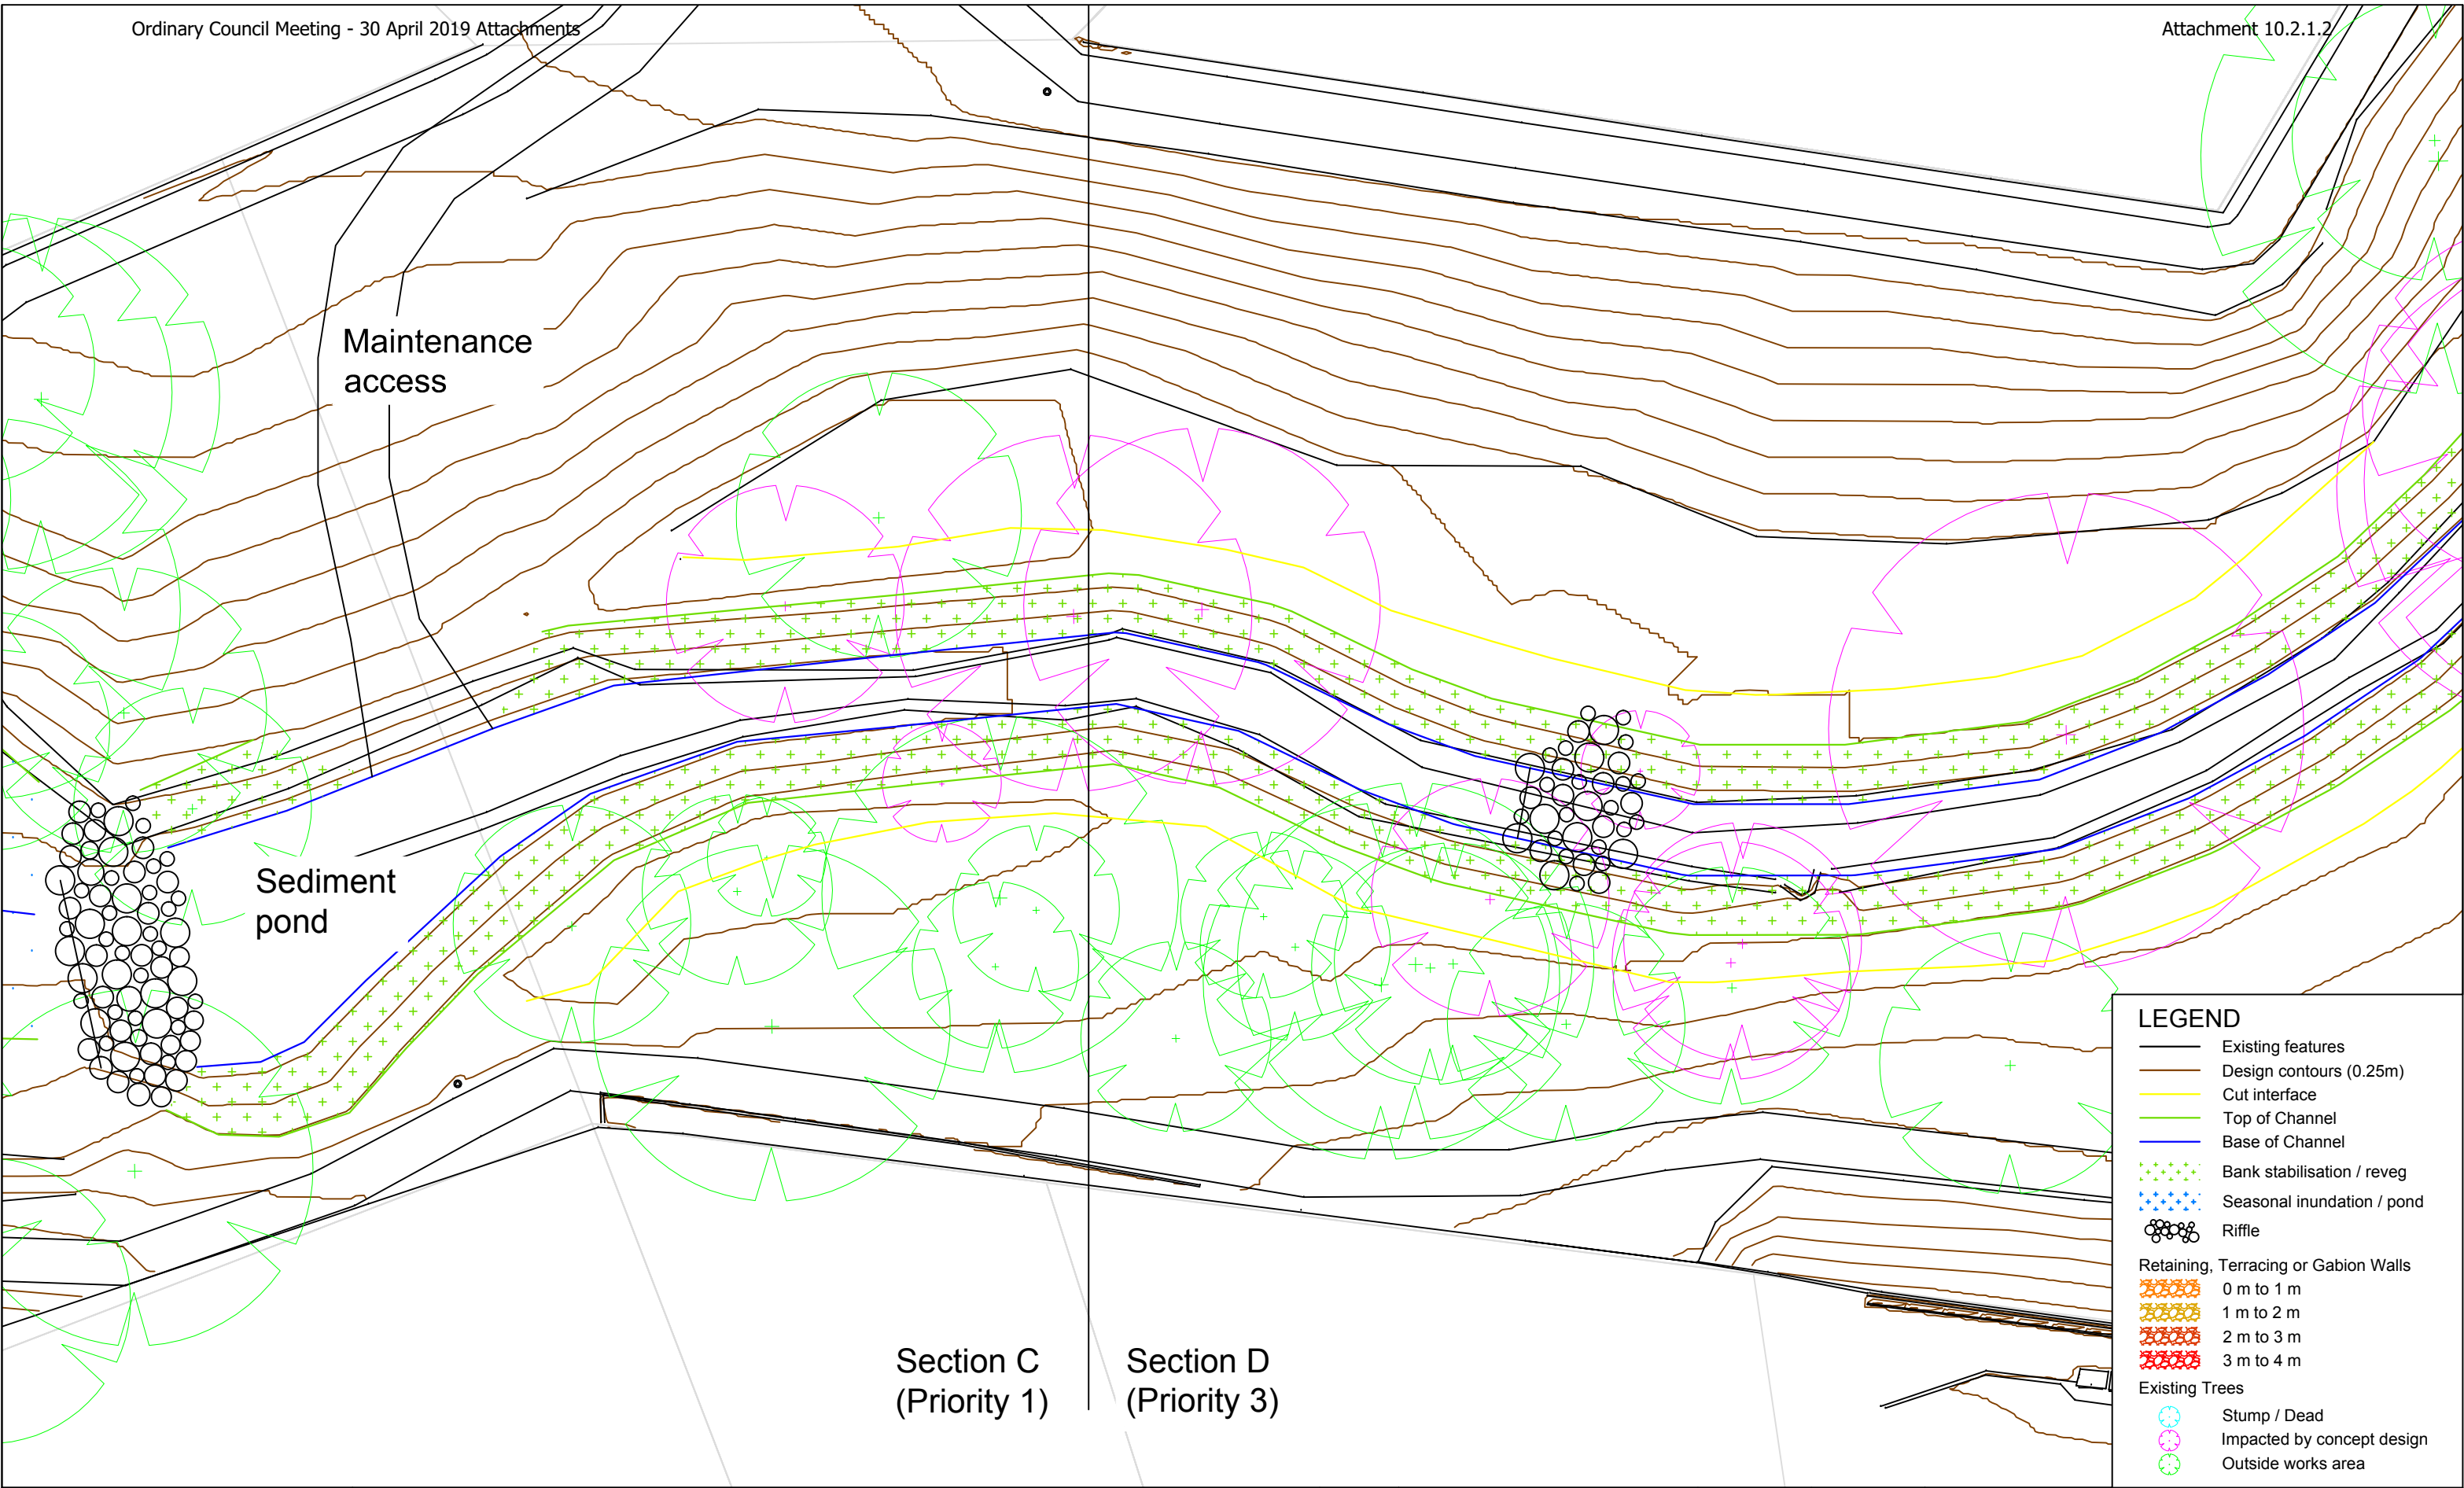 Ordinary Council Meeting - 30 April 2019 Attachments
Attachment 10.2.1.2
Maintenance
access
Sediment
pond
Section C
(Priority 1)
Section D
(Priority 3)
LEGEND
Existing features
Design contours (0.25m)
Cut interface
Top of Channel
Base of Channel
Bank stabilisation / reveg
Seasonal inundation / pond
Riffle
Retaining, Terracing or Gabion Walls
0 m to 1 m
1 m to 2 m
2 m to 3 m
3 m to 4 m
Existing Trees
Stump / Dead
Impacted by concept design
Outside works area